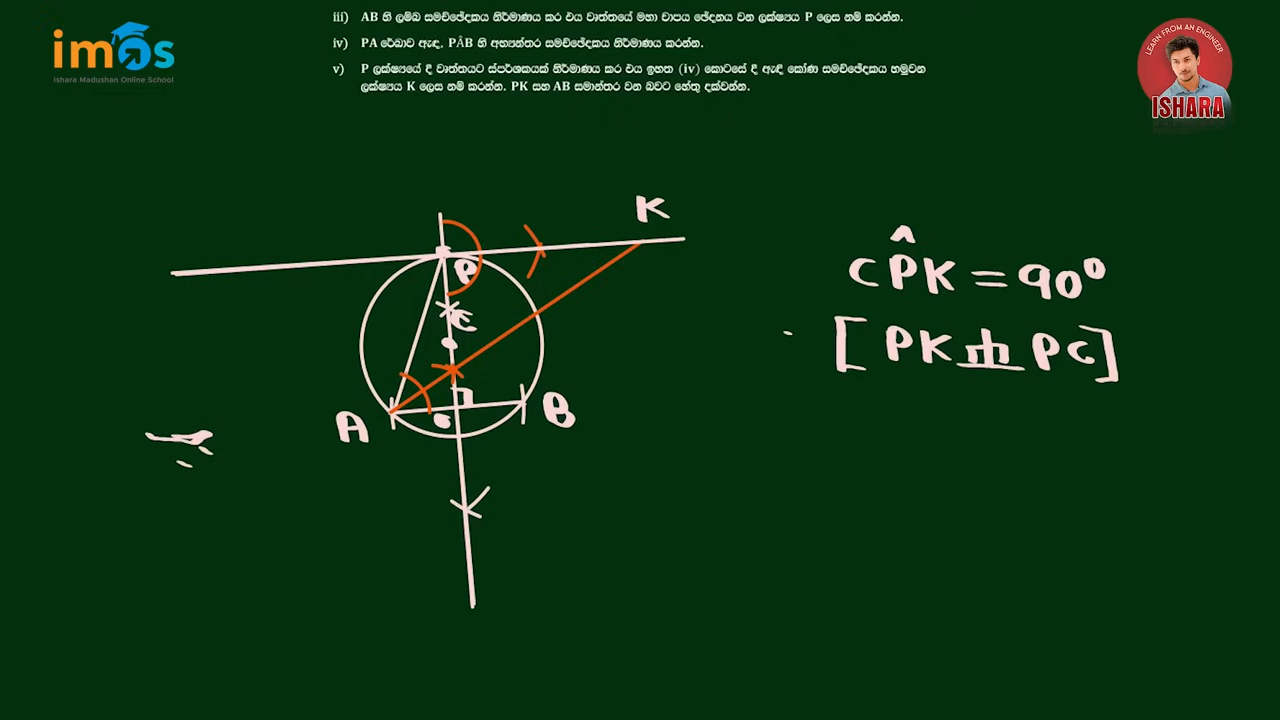 imos
Ishara Madushan Online School
iii) AB හි ලම්බ සමච්ඡේදකය නිර්මාණය කර එය වෘත්තයේ මහා චාපය ඡේදනය වන ලක්ෂ්‍යය P ලෙස නම් කරන්න.
iv) PA රේඛාව ඇඳ, PÂB හි අභ්‍යන්තර සමච්ඡේදකය නිර්මාණය කරන්න.
v) P ලක්ෂ්‍යයේ දී වෘත්තයට ස්පර්ශකයක් නිර්මාණය කර එය ඉහත (iv) කොටසේ දී ඇඳි කෝණ සමච්ඡේදකය හමුවන
ලක්ෂ්‍යය K ලෙස නම් කරන්න. PK සහ AB සමාන්තර වන බවට හේතු දක්වන්න.
LEARN FROM AN ENGINEER
ISHARA
K
P
C
A
B
CP̂K = 90°
[PK ⊥ PC]